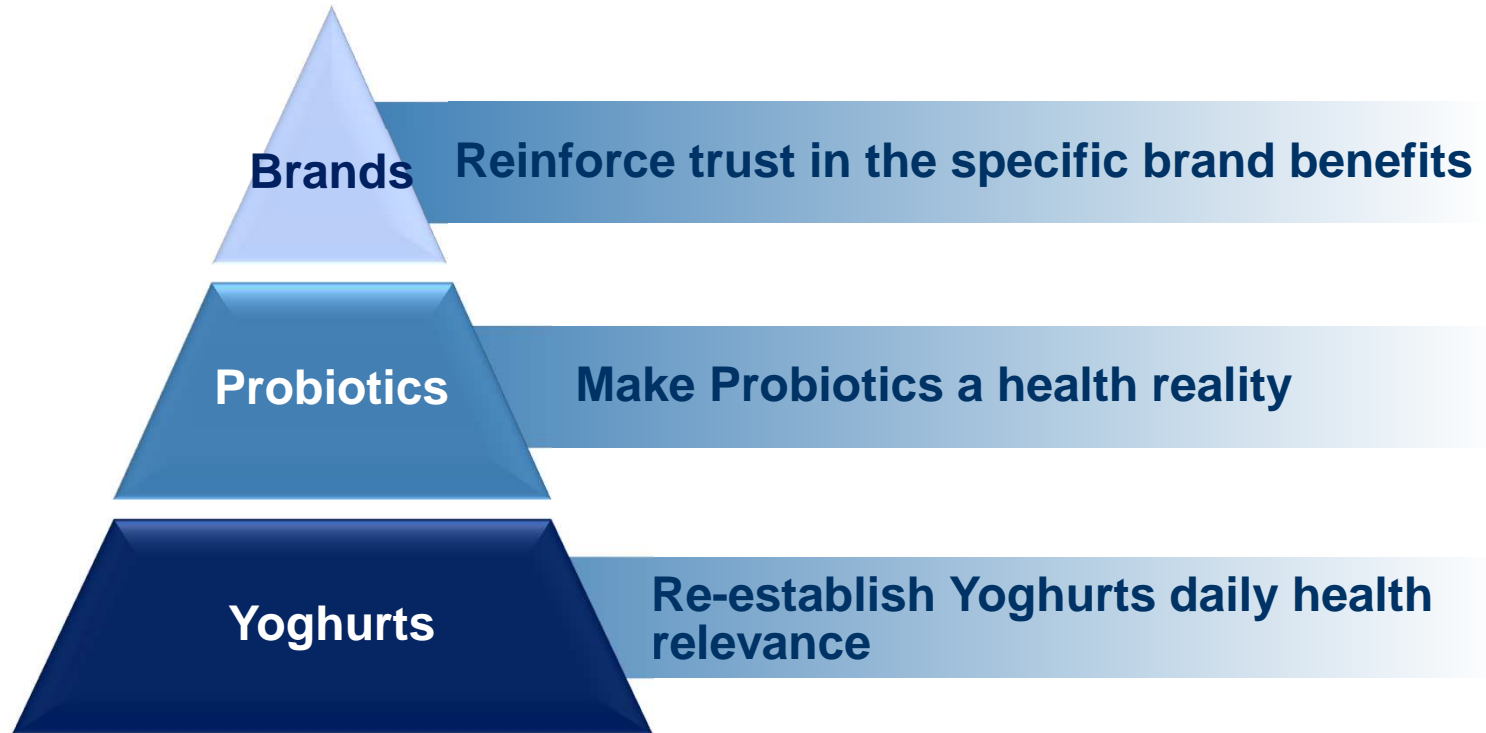 Brands
Reinforce trust in the specific brand benefits
Probiotics
Make Probiotics a health reality
Yoghurts
Re-establish Yoghurts daily health
relevance